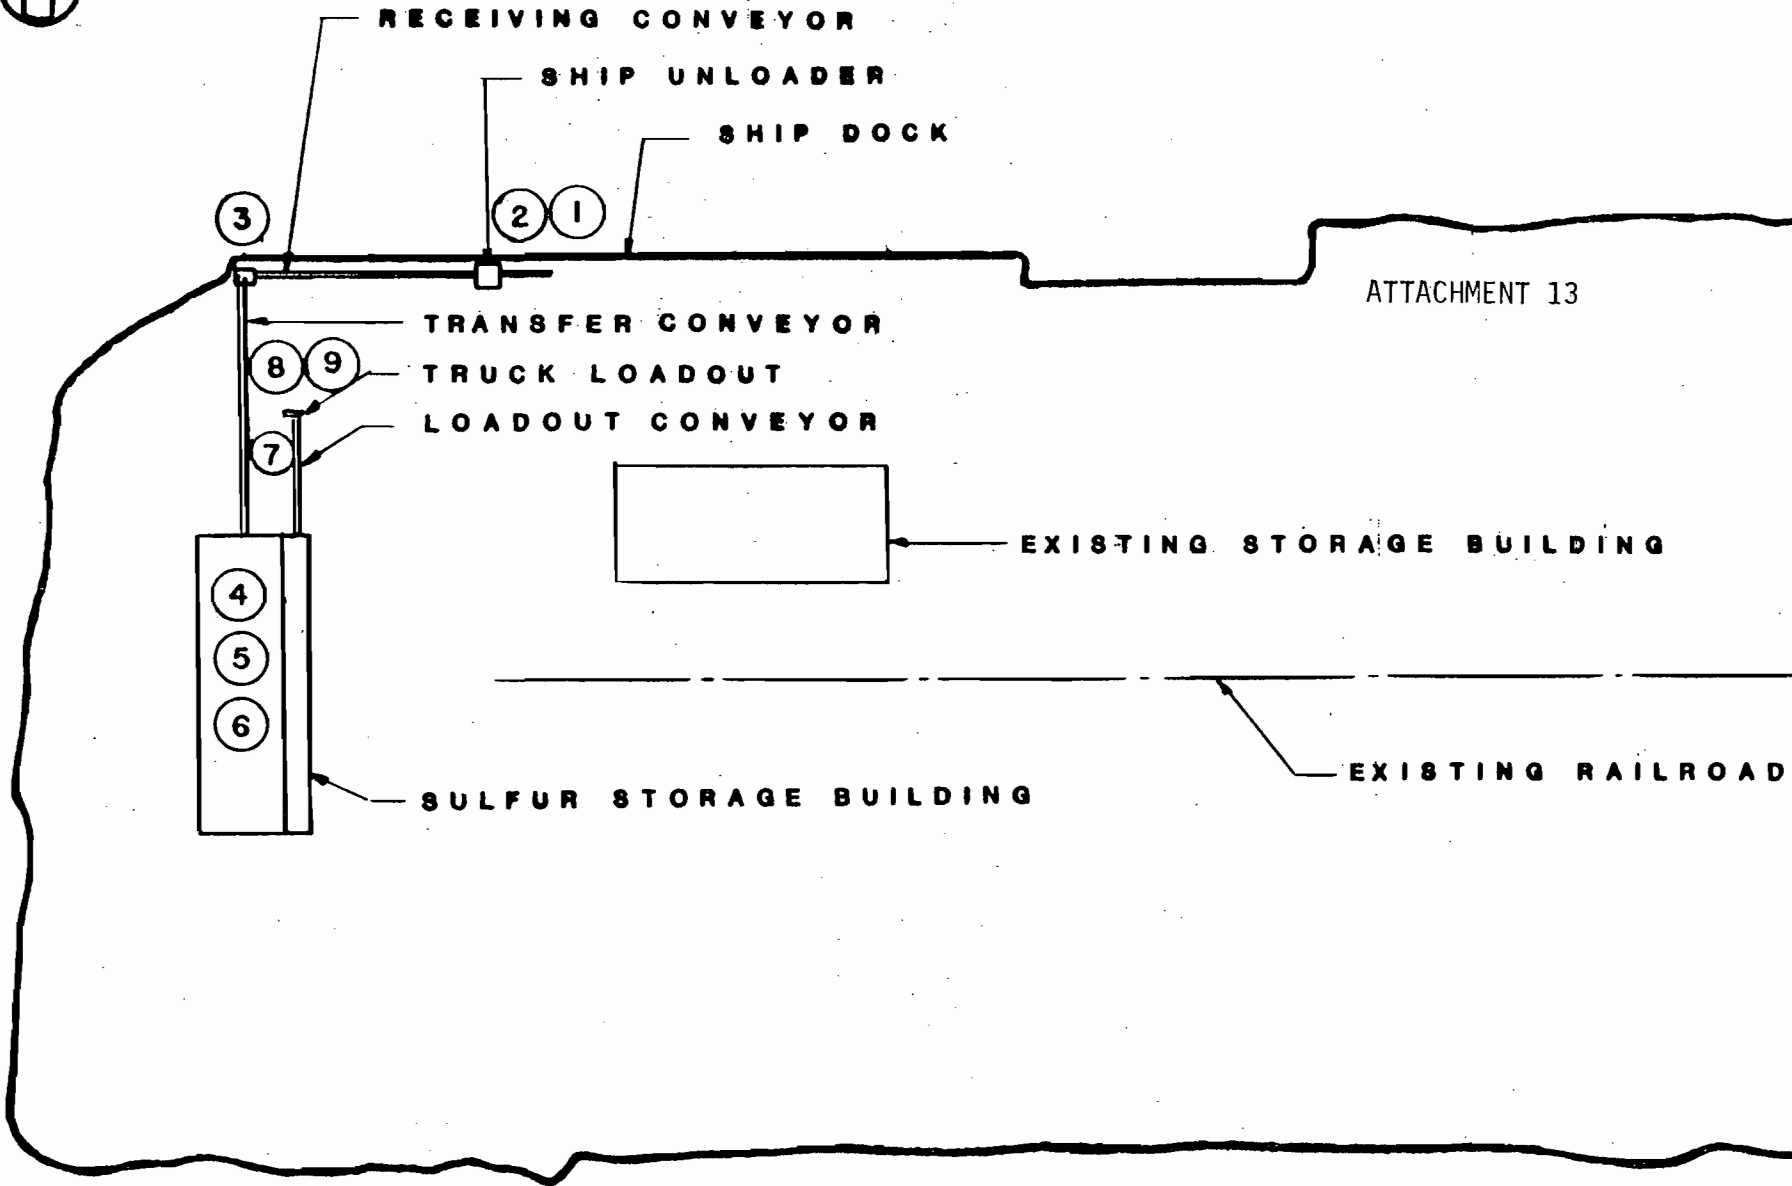 RECEIVING CONVEYOR
SHIP UNLOADER
SHIP DOCK
3
2 1
ATTACHMENT 13
TRANSFER CONVEYOR
8 9
TRUCK LOADOUT
LOADOUT CONVEYOR
7
EXISTING STORAGE BUILDING
4
5
6
EXISTING RAILROAD
SULFUR STORAGE BUILDING